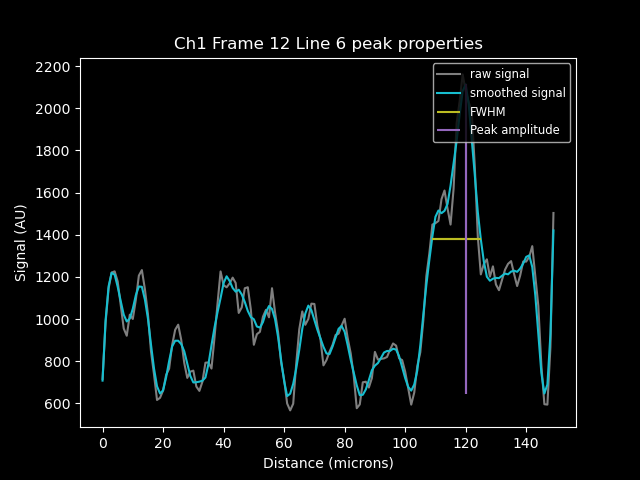 Ch1 Frame 12 Line 6 peak properties
raw signal
smoothed signal
FWHM
Peak amplitude
Signal (AU)
2200
2000
1800
1600
1400
1200
1000
800
600
0 20 40 60 80 100 120 140
Distance (microns)